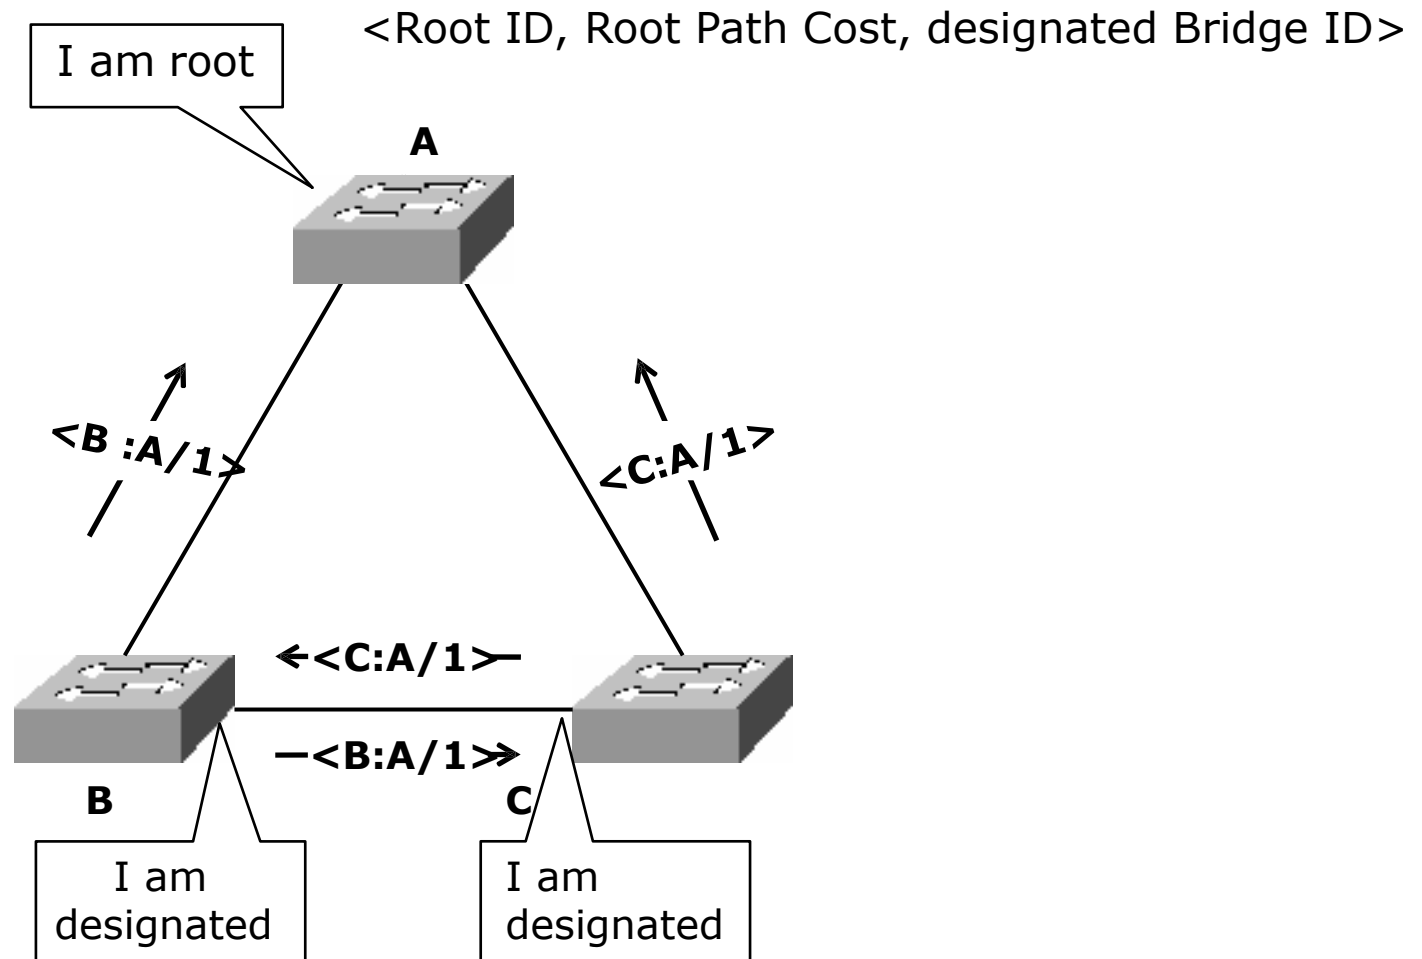 <Root ID, Root Path Cost, designated Bridge ID>
I am root
A
<B :A/1>
<C:A/1>
<C:A/1>
<B:A/1>
B
C
I am
designated
I am
designated